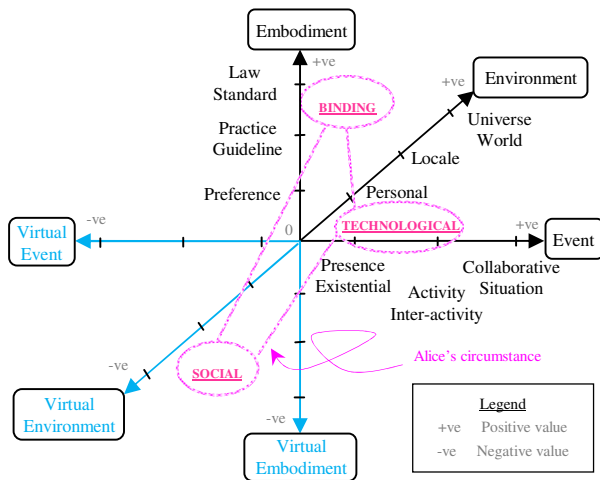 Embodiment
+ve
Law
Standard
BINDING
+ve
Environment
Universe
World
Practice
Guideline
Locale
Preference
Personal
-ve
0
TECHNOLOGICAL
+ve
Virtual
Event
Event
Presence
Existential
Collaborative
Situation
Activity
Inter-activity
-ve
SOCIAL
Alice's circumstance
Virtual
Environment
-ve
Virtual
Embodiment
Legend
+ve Positive value
-ve Negative value